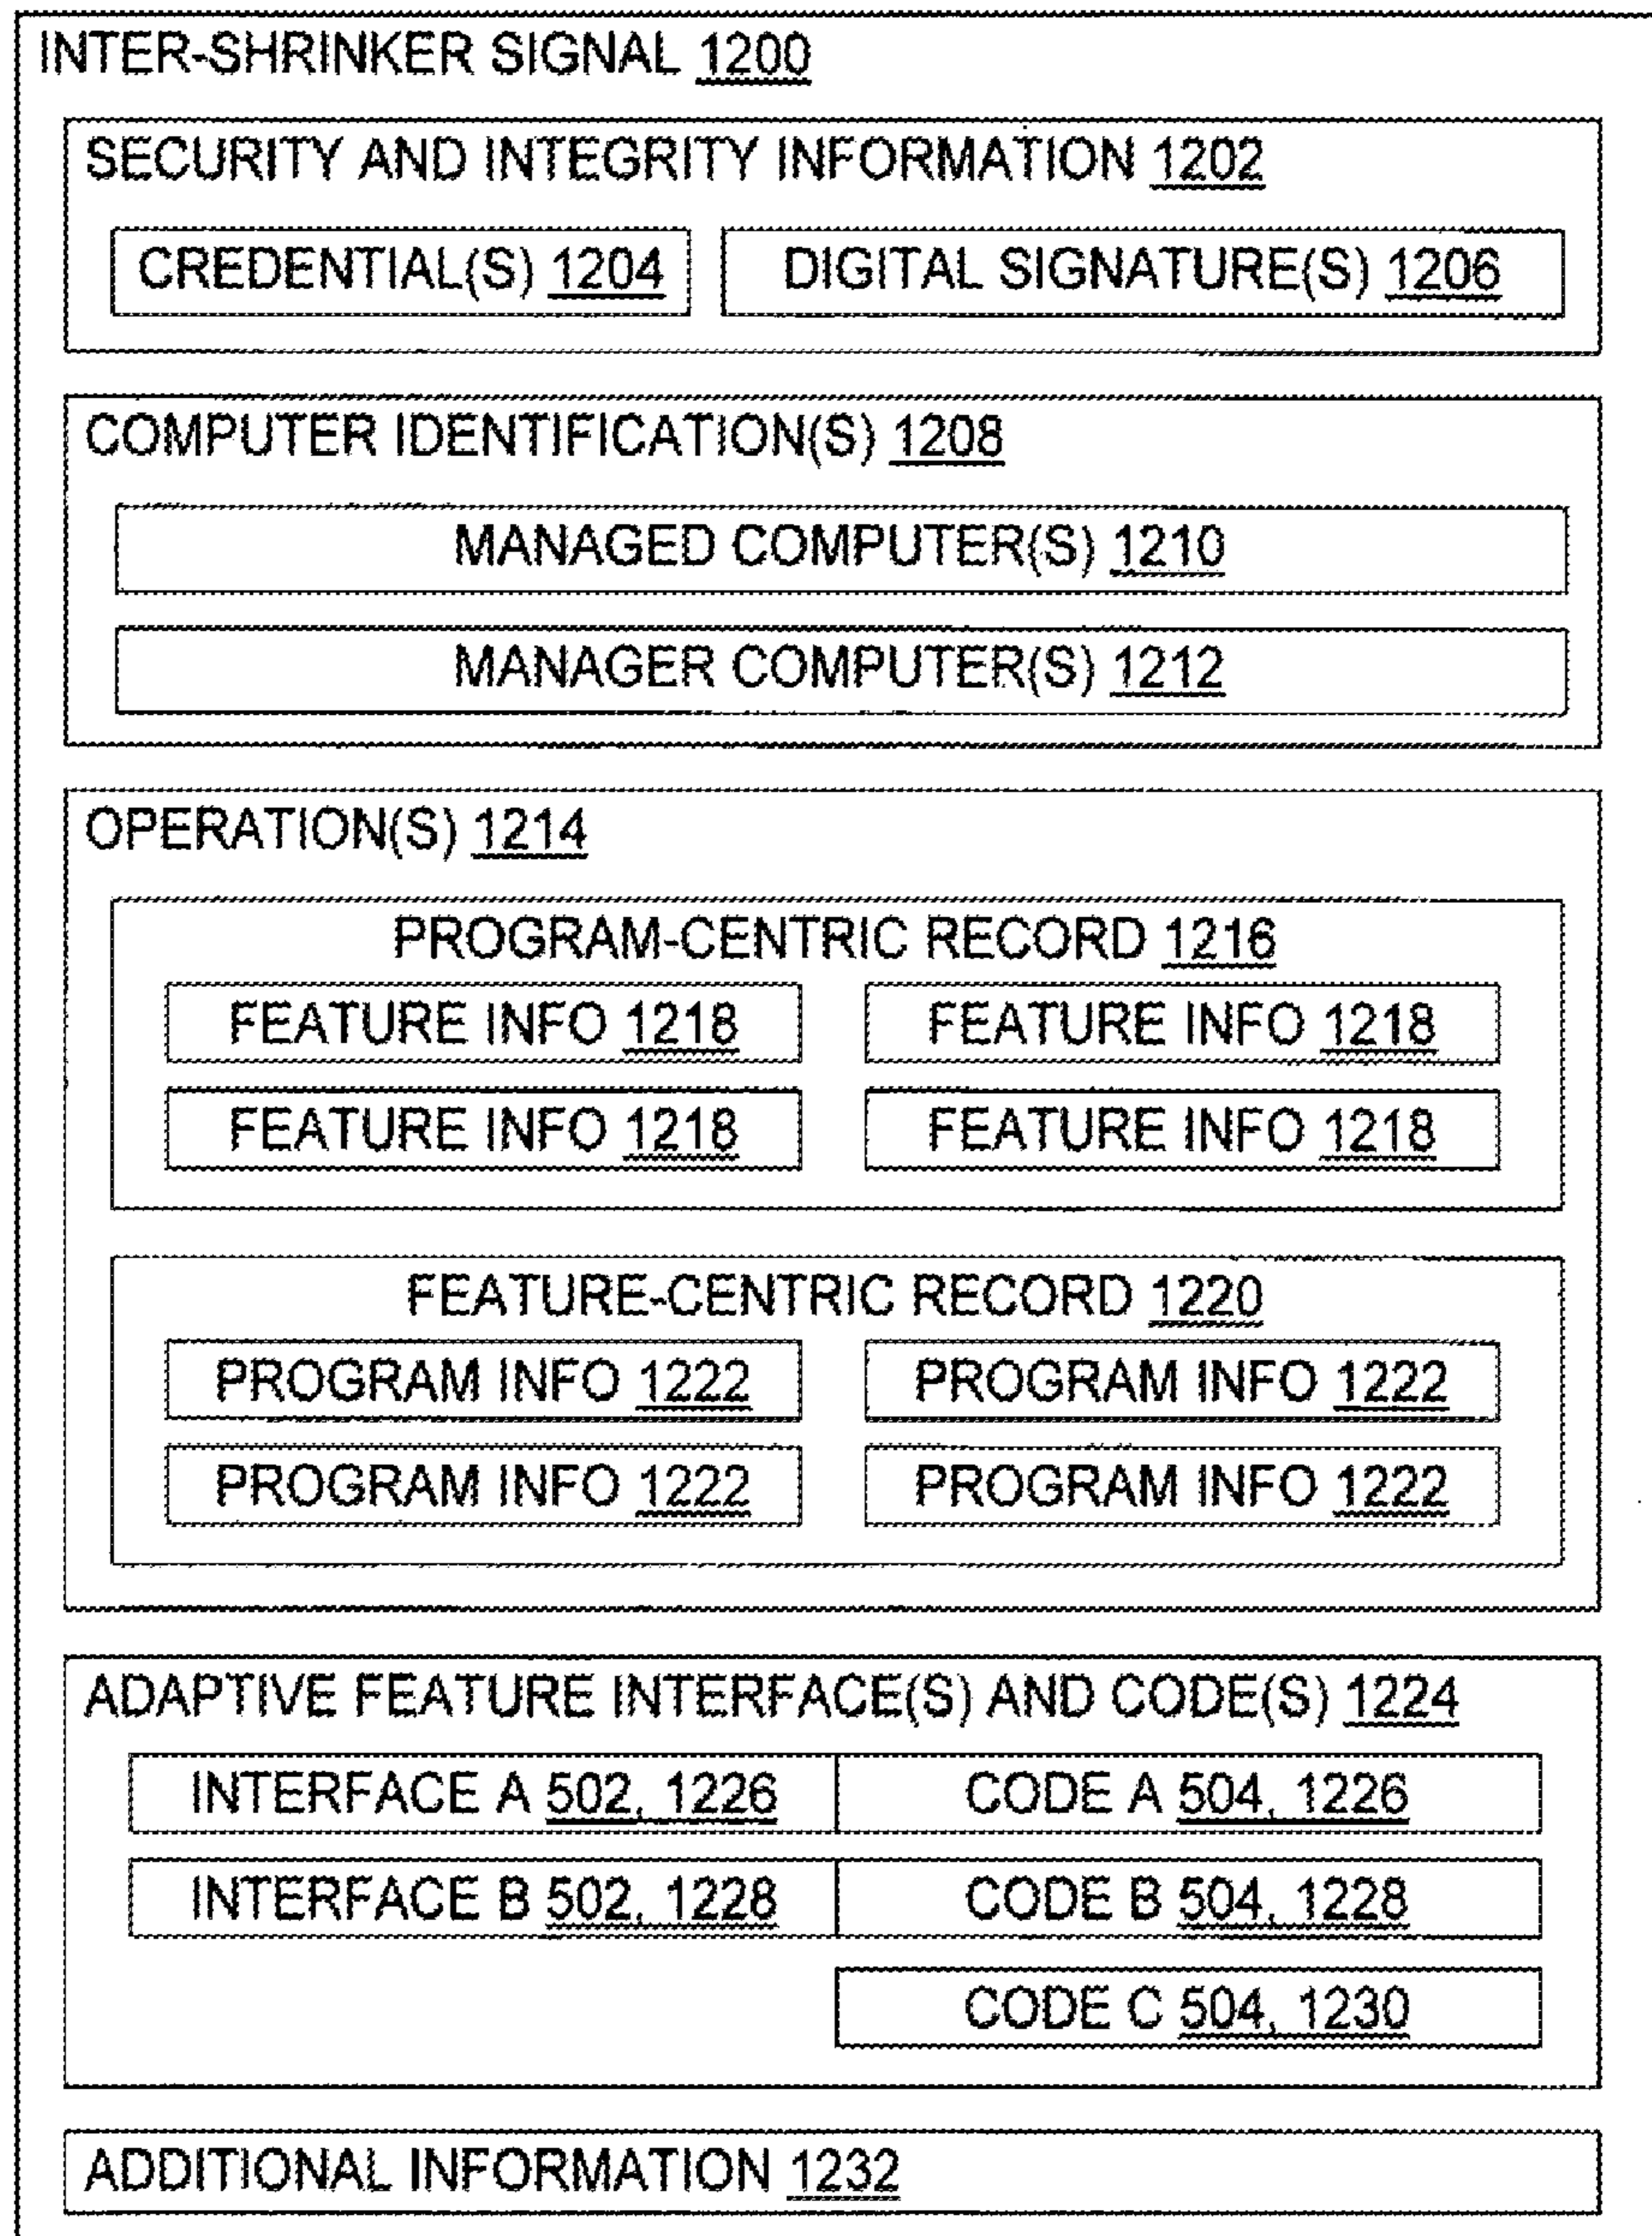 INTER-SHRINKER SIGNAL 1200
SECURITY AND INTEGRITY INFORMATION 1202
CREDENTIAL(S) 1204 DIGITAL SIGNATURE(S) 1206
COMPUTER IDENTIFICATION(S) 1208
MANAGED COMPUTER(S) 1210
MANAGER COMPUTER(S) 1212
OPERATION(S) 1214
PROGRAM-CENTRIC RECORD 1216
FEATURE INFO 1218 FEATURE INFO 1218
FEATURE INFO 1218 FEATURE INFO 1218
FEATURE-CENTRIC RECORD 1220
PROGRAM INFO 1222 PROGRAM INFO 1222
PROGRAM INFO 1222 PROGRAM INFO 1222
ADAPTIVE FEATURE INTERFACE(S) AND CODE(S) 1224
INTERFACE A 502, 1226 CODE A 504, 1226
INTERFACE B 502, 1228 CODE B 504, 1228
CODE C 504, 1230
ADDITIONAL INFORMATION 1232